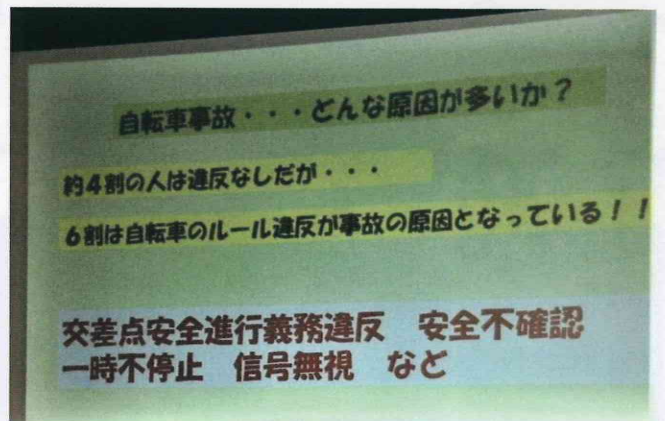 自転車事故・・・どんな原因が多いか？
約4割の人は違反なしだが・・・
6割は自転車のルール違反が事故の原因となっている！！
交差点安全進行義務違反　安全不確認
一時不停止　信号無視　など